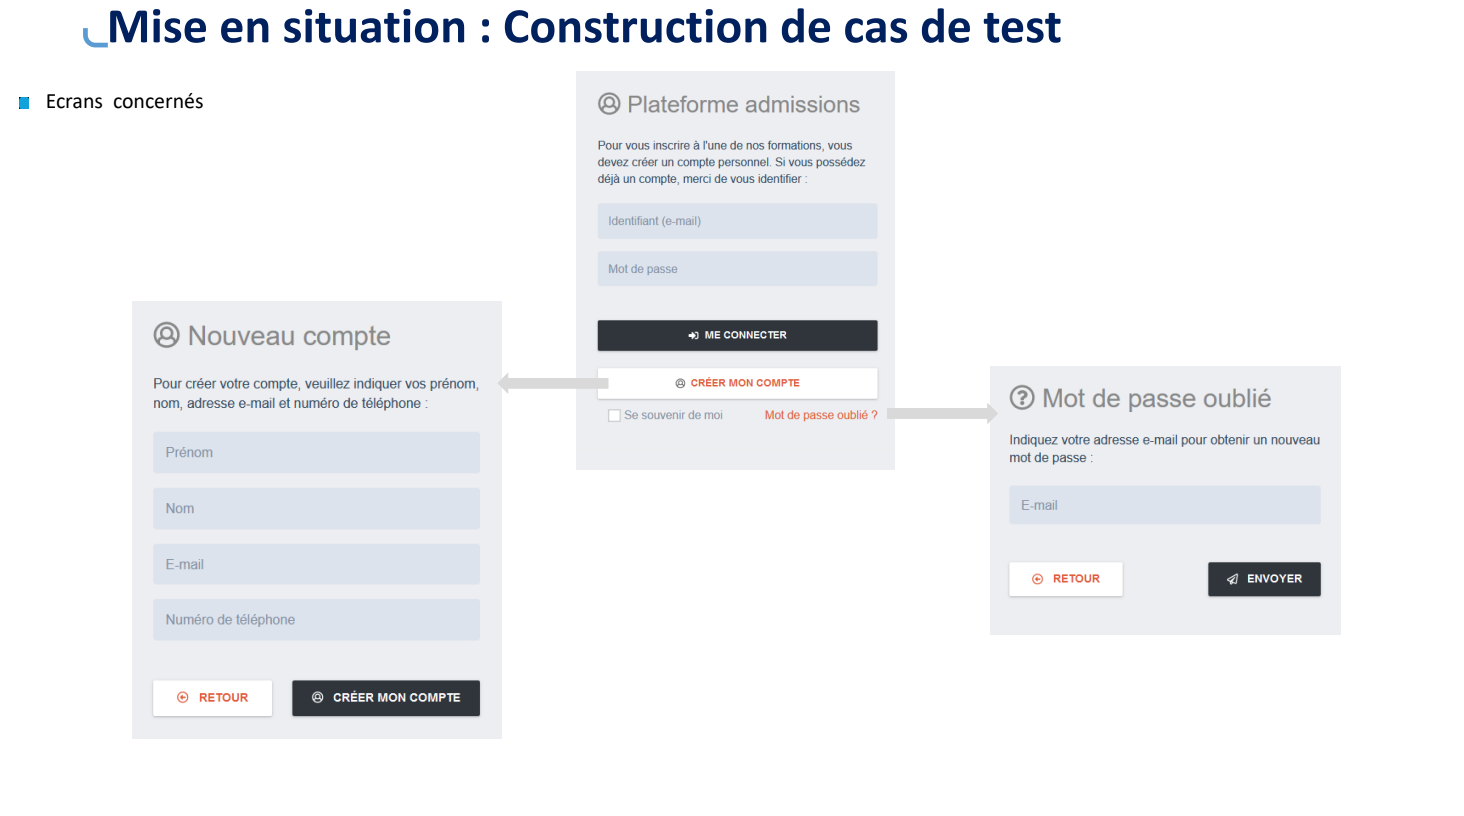 Mise en situation : Construction de cas de test
Ecrans concernés
Plateforme admissions
Pour vous inscrire à l'une de nos formations, vous
devez créer un compte personnel. Si vous possédez
déjà un compte, merci de vous identifier :
Identifiant (e-mail)
Mot de passe
ME CONNECTER
CRÉER MON COMPTE
Se souvenir de moi
Mot de passe oublié ?
Nouveau compte
Pour créer votre compte, veuillez indiquer vos prénom,
nom, adresse e-mail et numéro de téléphone :
Prénom
Nom
E-mail
Numéro de téléphone
RETOUR
CRÉER MON COMPTE
Mot de passe oublié
Indiquez votre adresse e-mail pour obtenir un nouveau
mot de passe :
E-mail
RETOUR
ENVOYER